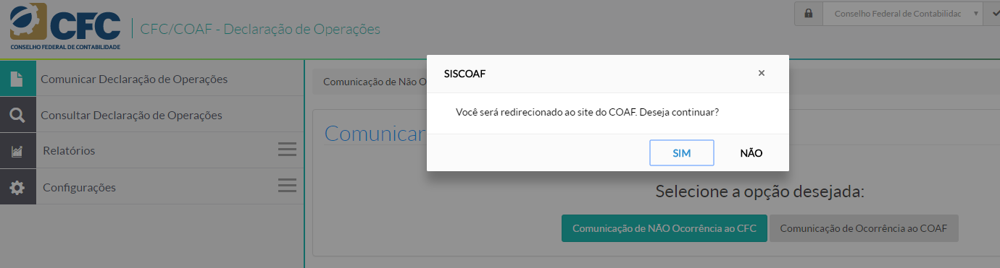 CFC
CONSELHO FEDERAL DE CONTABILIDADE
CFC/COAF - Declaração de Operações
Conselho Federal de Contabilidac
Comunicar Declaração de Operações
Consultar Declaração de Operações
Relatórios
Configurações
Comunicação de Não O
Comunicar
SISCOAF
×
Você será redirecionado ao site do COAF. Deseja continuar?
SIM
NÃO
Selecione a opção desejada:
Comunicação de NÃO Ocorrência ao CFC
Comunicação de Ocorrência ao COAF